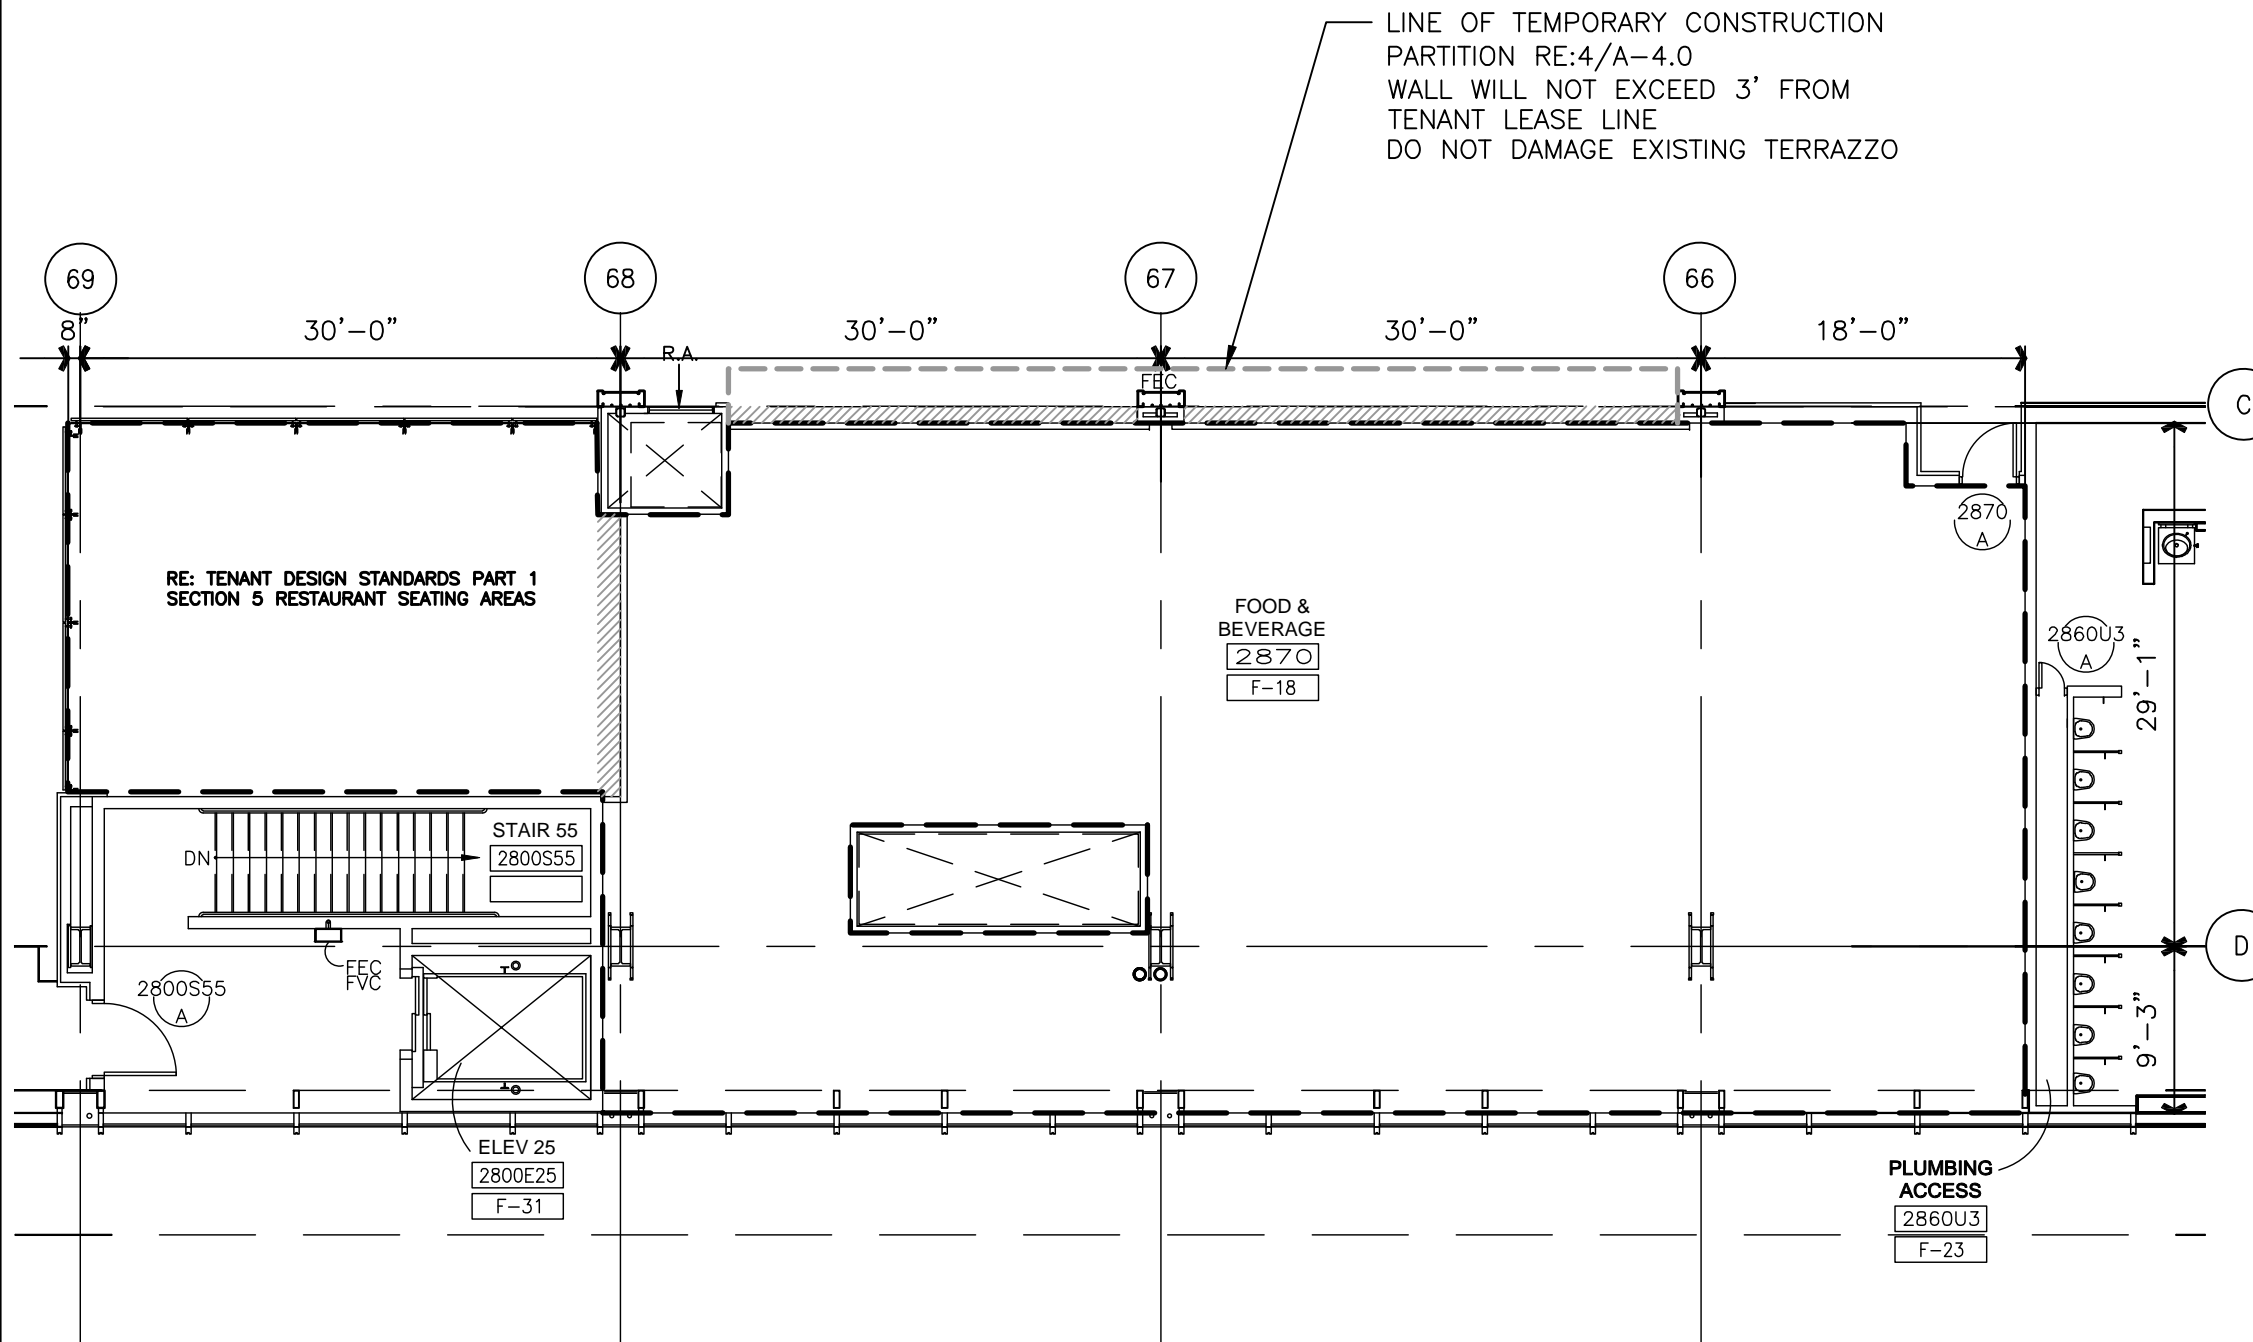 LINE OF TEMPORARY CONSTRUCTION
PARTITION RE:4/A-4.0
WALL WILL NOT EXCEED 3' FROM
TENANT LEASE LINE
DO NOT DAMAGE EXISTING TERRAZZO
69
68
67
66
8"
30'-0"
30'-0"
30'-0"
18'-0"
R.A.
FEC
C
2870
A
RE: TENANT DESIGN STANDARDS PART 1
SECTION 5 RESTAURANT SEATING AREAS
FOOD &
BEVERAGE
2870
F-18
2860U3
A
29'-1"
STAIR 55
2800S55
DN
D
FEC
FVC
2800S55
A
9'-3"
ELEV 25
2800E25
F-31
PLUMBING
ACCESS
2860U3
F-23